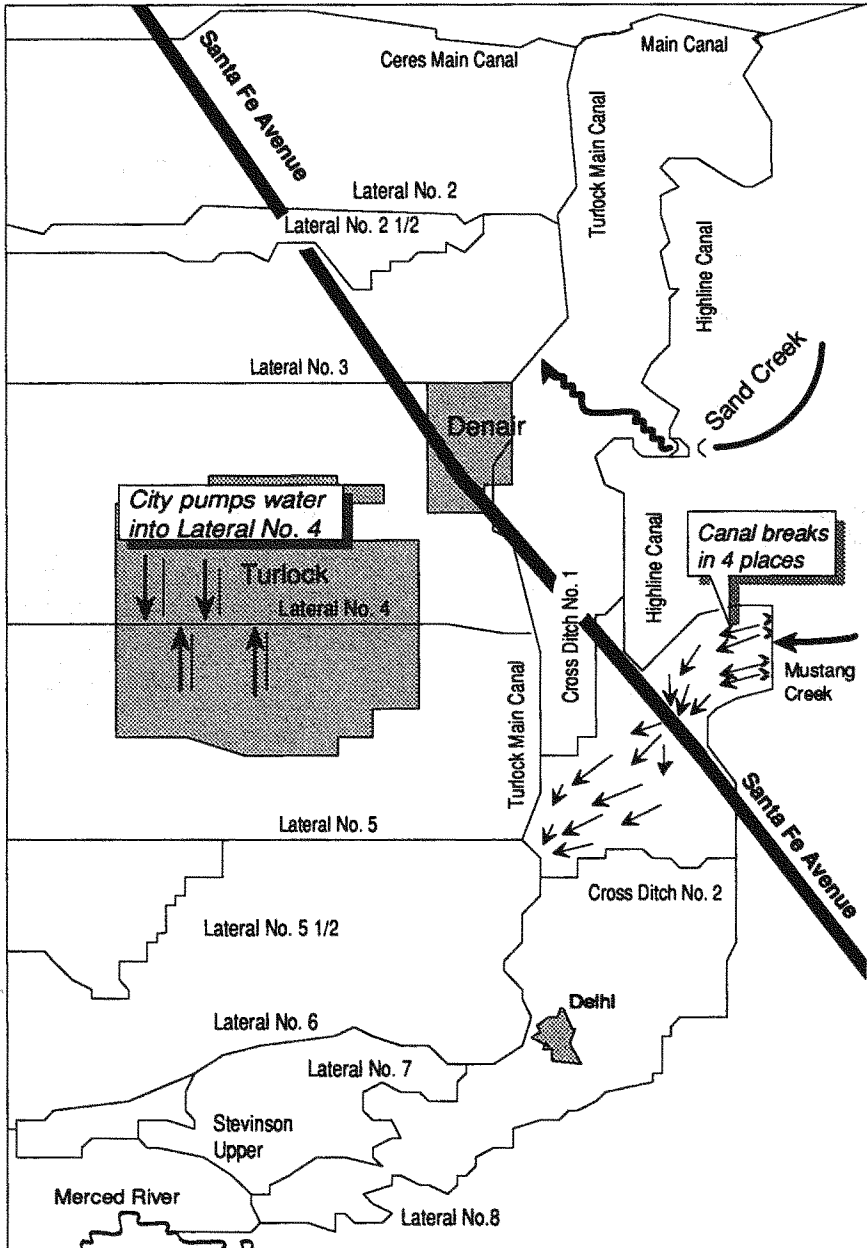 Santa Fe Avenue
Ceres Main Canal
Main Canal
Turlock Main Canal
Lateral No. 2
Lateral No. 2 1/2
Highline Canal
Lateral No. 3
Sand Creek
Denair
City pumps water
into Lateral No. 4
Canal breaks
in 4 places
Turlock
Lateral No. 4
Cross Ditch No. 1
Highline Canal
Mustang
Creek
Turlock Main Canal
Santa Fe Avenue
Lateral No. 5
Cross Ditch No. 2
Lateral No. 5 1/2
Delhi
Lateral No. 6
Lateral No. 7
Stevinson
Upper
Merced River
Lateral No.8